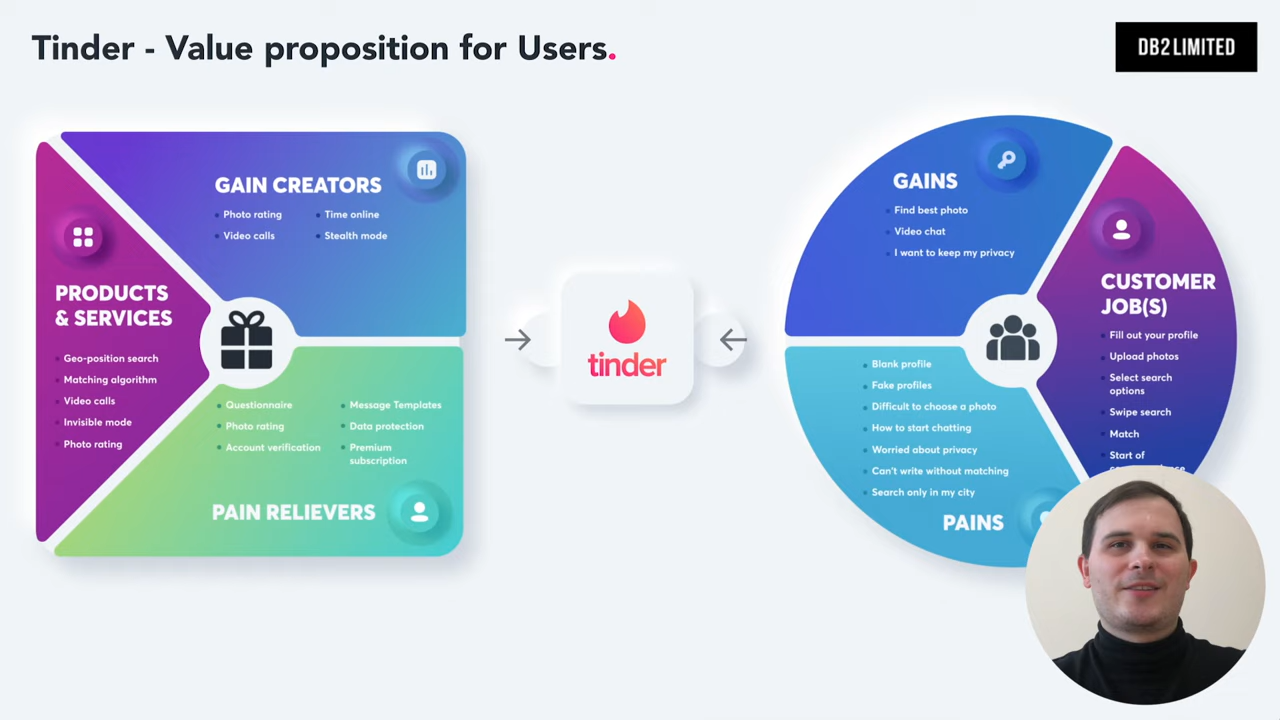 Tinder - Value proposition for Users.
DB2LIMITED
GAIN CREATORS
Photo rating
Video calls
Time online
Stealth mode
PRODUCTS
& SERVICES
Geo-position search
Matching algorithm
Video calls
Invisible mode
Photo rating
Questionnaire
Photo rating
Account verification
Message Templates
Data protection
Premium
subscription
PAIN RELIEVERS
tinder
GAINS
Find best photo
Video chat
I want to keep my privacy
CUSTOMER
JOB(S)
Fill out your profile
Upload photos
Select search
options
Swipe search
Match
Start of
Blank profile
Fake profiles
Difficult to choose a photo
How to start chatting
Worried about privacy
Can't write without matching
Search only in my city
PAINS